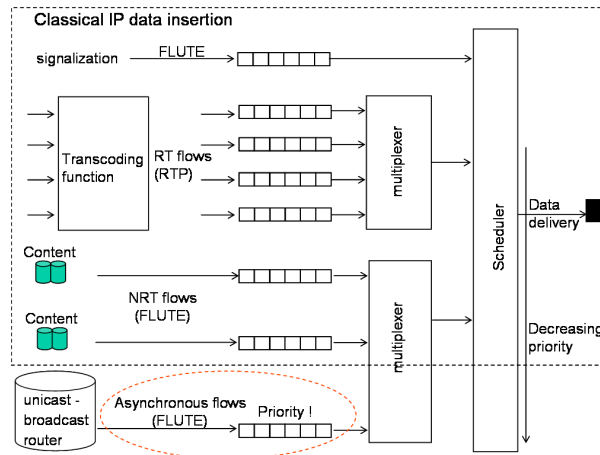 Classical IP data insertion
signalization
FLUTE
Transcoding
function
RT flows
(RTP)
multiplexer
Scheduler
Data
delivery
Content
NRT flows
(FLUTE)
Content
multiplexer
Decreasing
priority
unicast -
broadcast
router
Asynchronous flows
(FLUTE)
Priority !